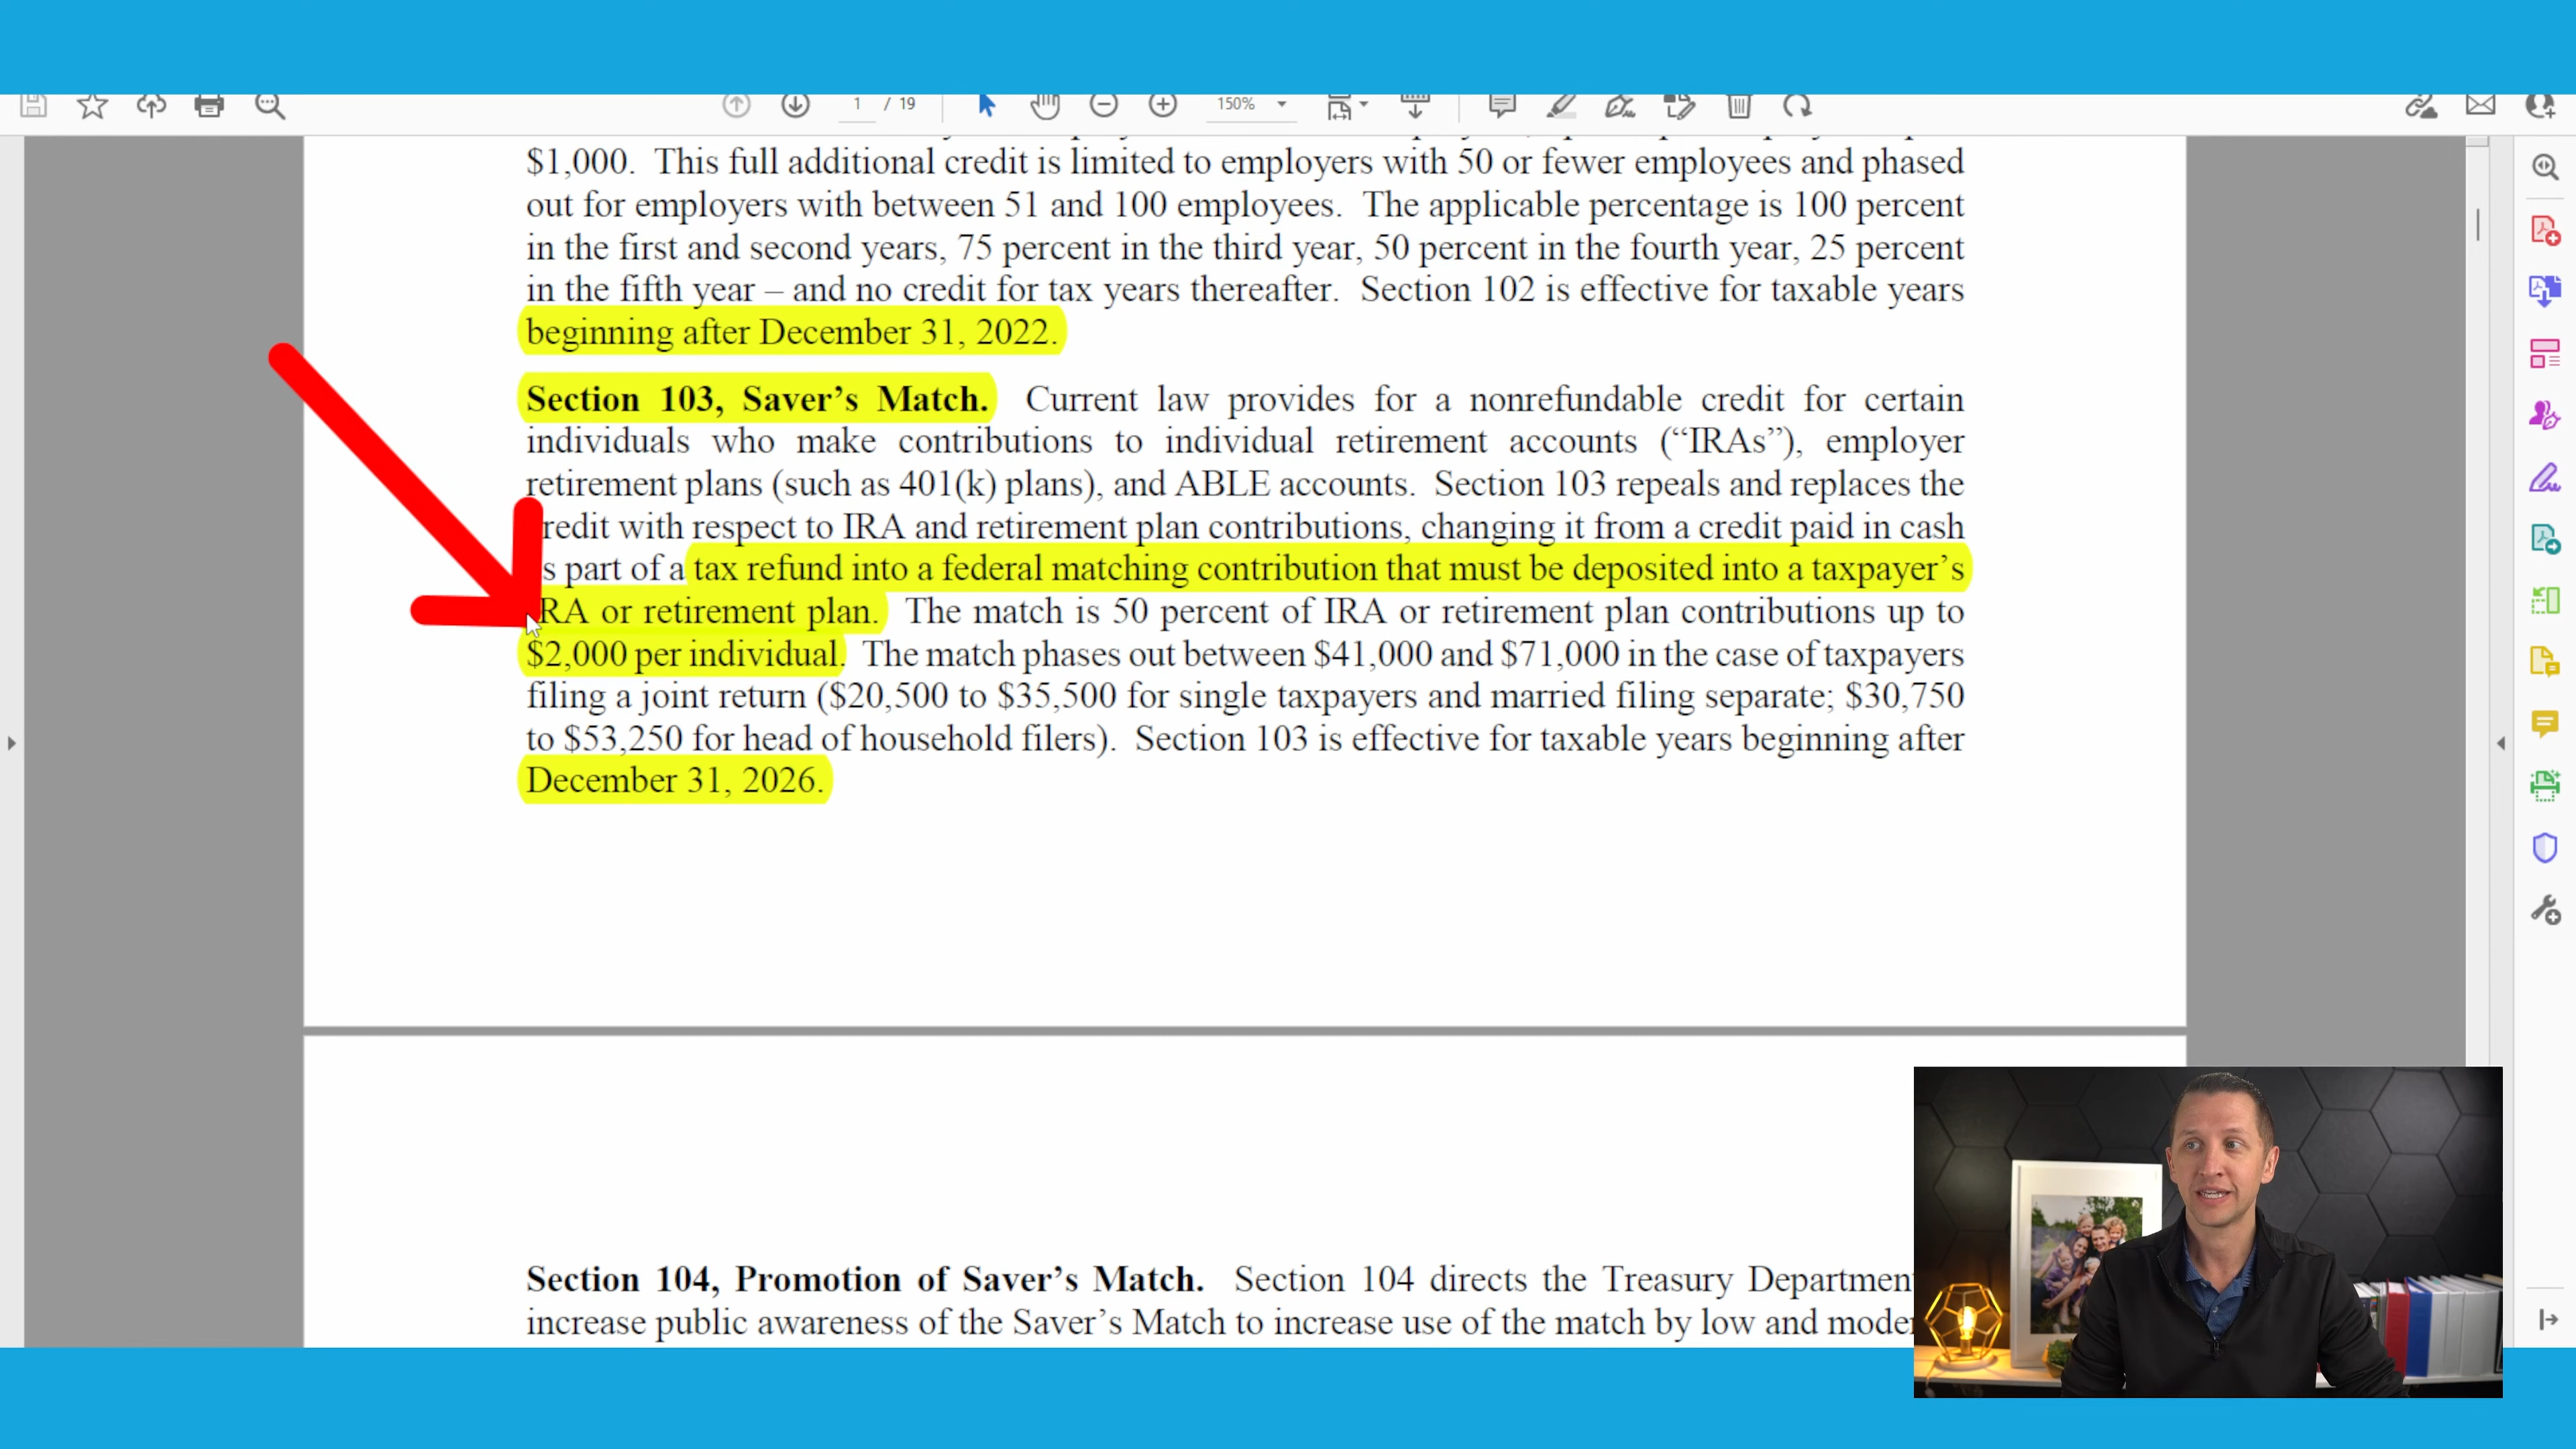 1 / 19
150%
$1,000. This full additional credit is limited to employers with 50 or fewer employees and phased
out for employers with between 51 and 100 employees. The applicable percentage is 100 percent
in the first and second years, 75 percent in the third year, 50 percent in the fourth year, 25 percent
in the fifth year – and no credit for tax years thereafter. Section 102 is effective for taxable years
beginning after December 31, 2022.
Section 103, Saver’s Match. Current law provides for a nonrefundable credit for certain
individuals who make contributions to individual retirement accounts (“IRAs”), employer
retirement plans (such as 401(k) plans), and ABLE accounts. Section 103 repeals and replaces the
redit with respect to IRA and retirement plan contributions, changing it from a credit paid in cash
s part of a tax refund into a federal matching contribution that must be deposited into a taxpayer’s
RA or retirement plan. The match is 50 percent of IRA or retirement plan contributions up to
$2,000 per individual. The match phases out between $41,000 and $71,000 in the case of taxpayers
filing a joint return ($20,500 to $35,500 for single taxpayers and married filing separate; $30,750
to $53,250 for head of household filers). Section 103 is effective for taxable years beginning after
December 31, 2026.
Section 104, Promotion of Saver’s Match. Section 104 directs the Treasury Departmen
increase public awareness of the Saver’s Match to increase use of the match by low and moder